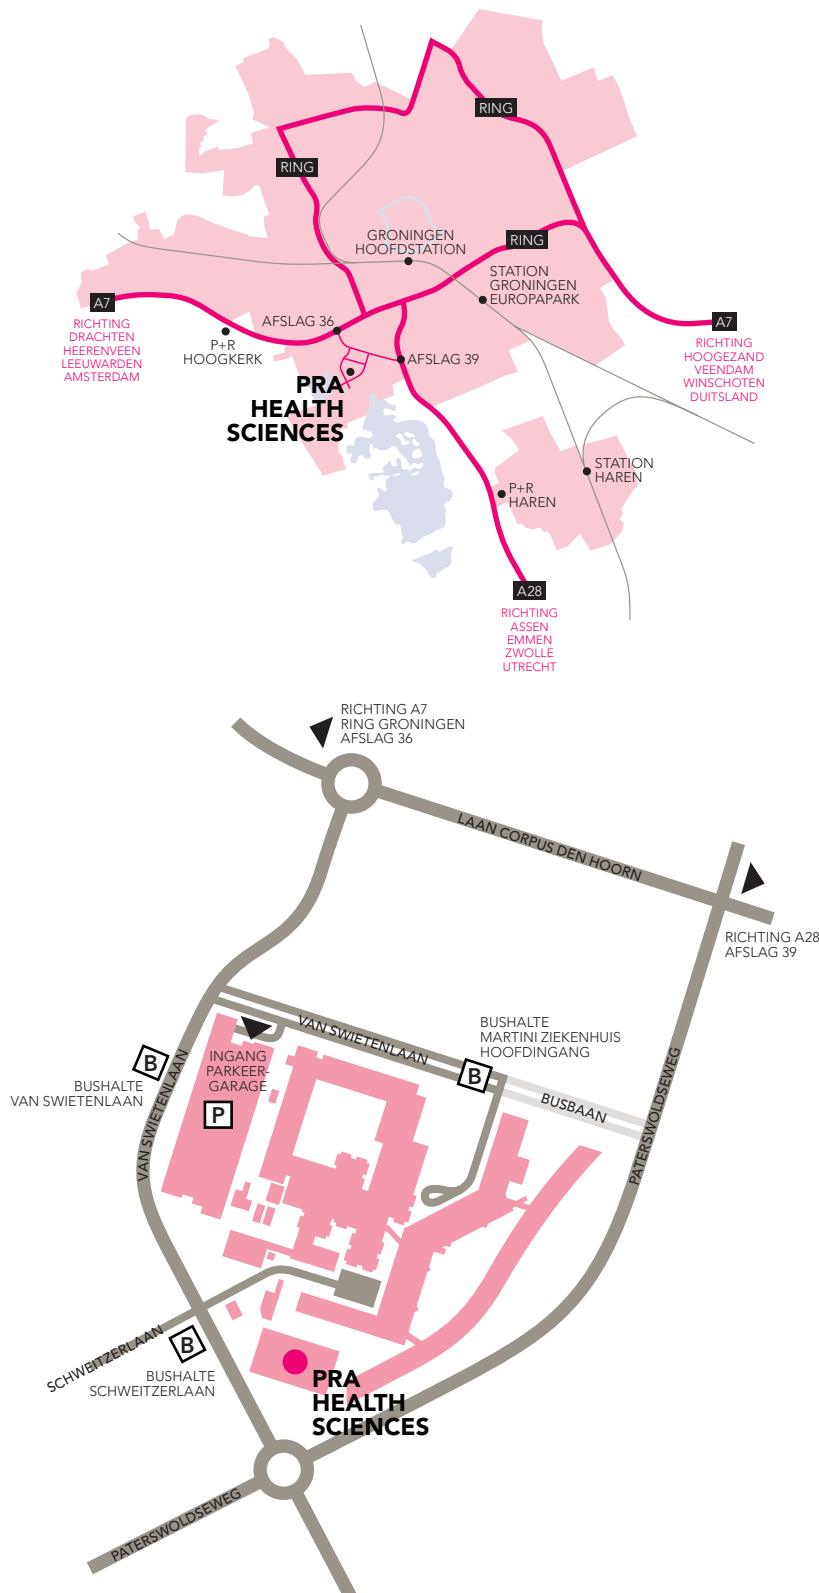 RING
RING
GRONINGEN
HOOFDSTATION
RING
STATION
GRONINGEN
EUROPAPARK
A7
RICHTING
DRACHTEN
HEERENVEEN
LEEUWARDEN
AMSTERDAM
P+R
HOOGKERK
AFSLAG 36
AFSLAG 39
A7
RICHTING
HOOGEZAND
VEENDAM
WINSCHOTEN
DUITSLAND
PRA
HEALTH
SCIENCES
STATION
HAREN
P+R
HAREN
A28
RICHTING
ASSEN
EMMEN
ZWOLLE
UTRECHT
RICHTING A7
RING GRONINGEN
AFSLAG 36
LAAN CORPUS DEN HOORN
RICHTING A28
AFSLAG 39
VAN SWIETENLAAN
BUSHALTE
MARTINI ZIEKENHUIS
HOOFDINGANG
B
BUSBAAN
B
BUSHALTE
VAN SWIETENLAAN
INGANG
PARKEER-
GARAGE
P
VAN SWIETENLAAN
PATERSWOLDSEWEG
SCHWEITZERLAAN
B
BUSHALTE
SCHWEITZERLAAN
PRA
HEALTH
SCIENCES
PATERSWOLDSEWEG